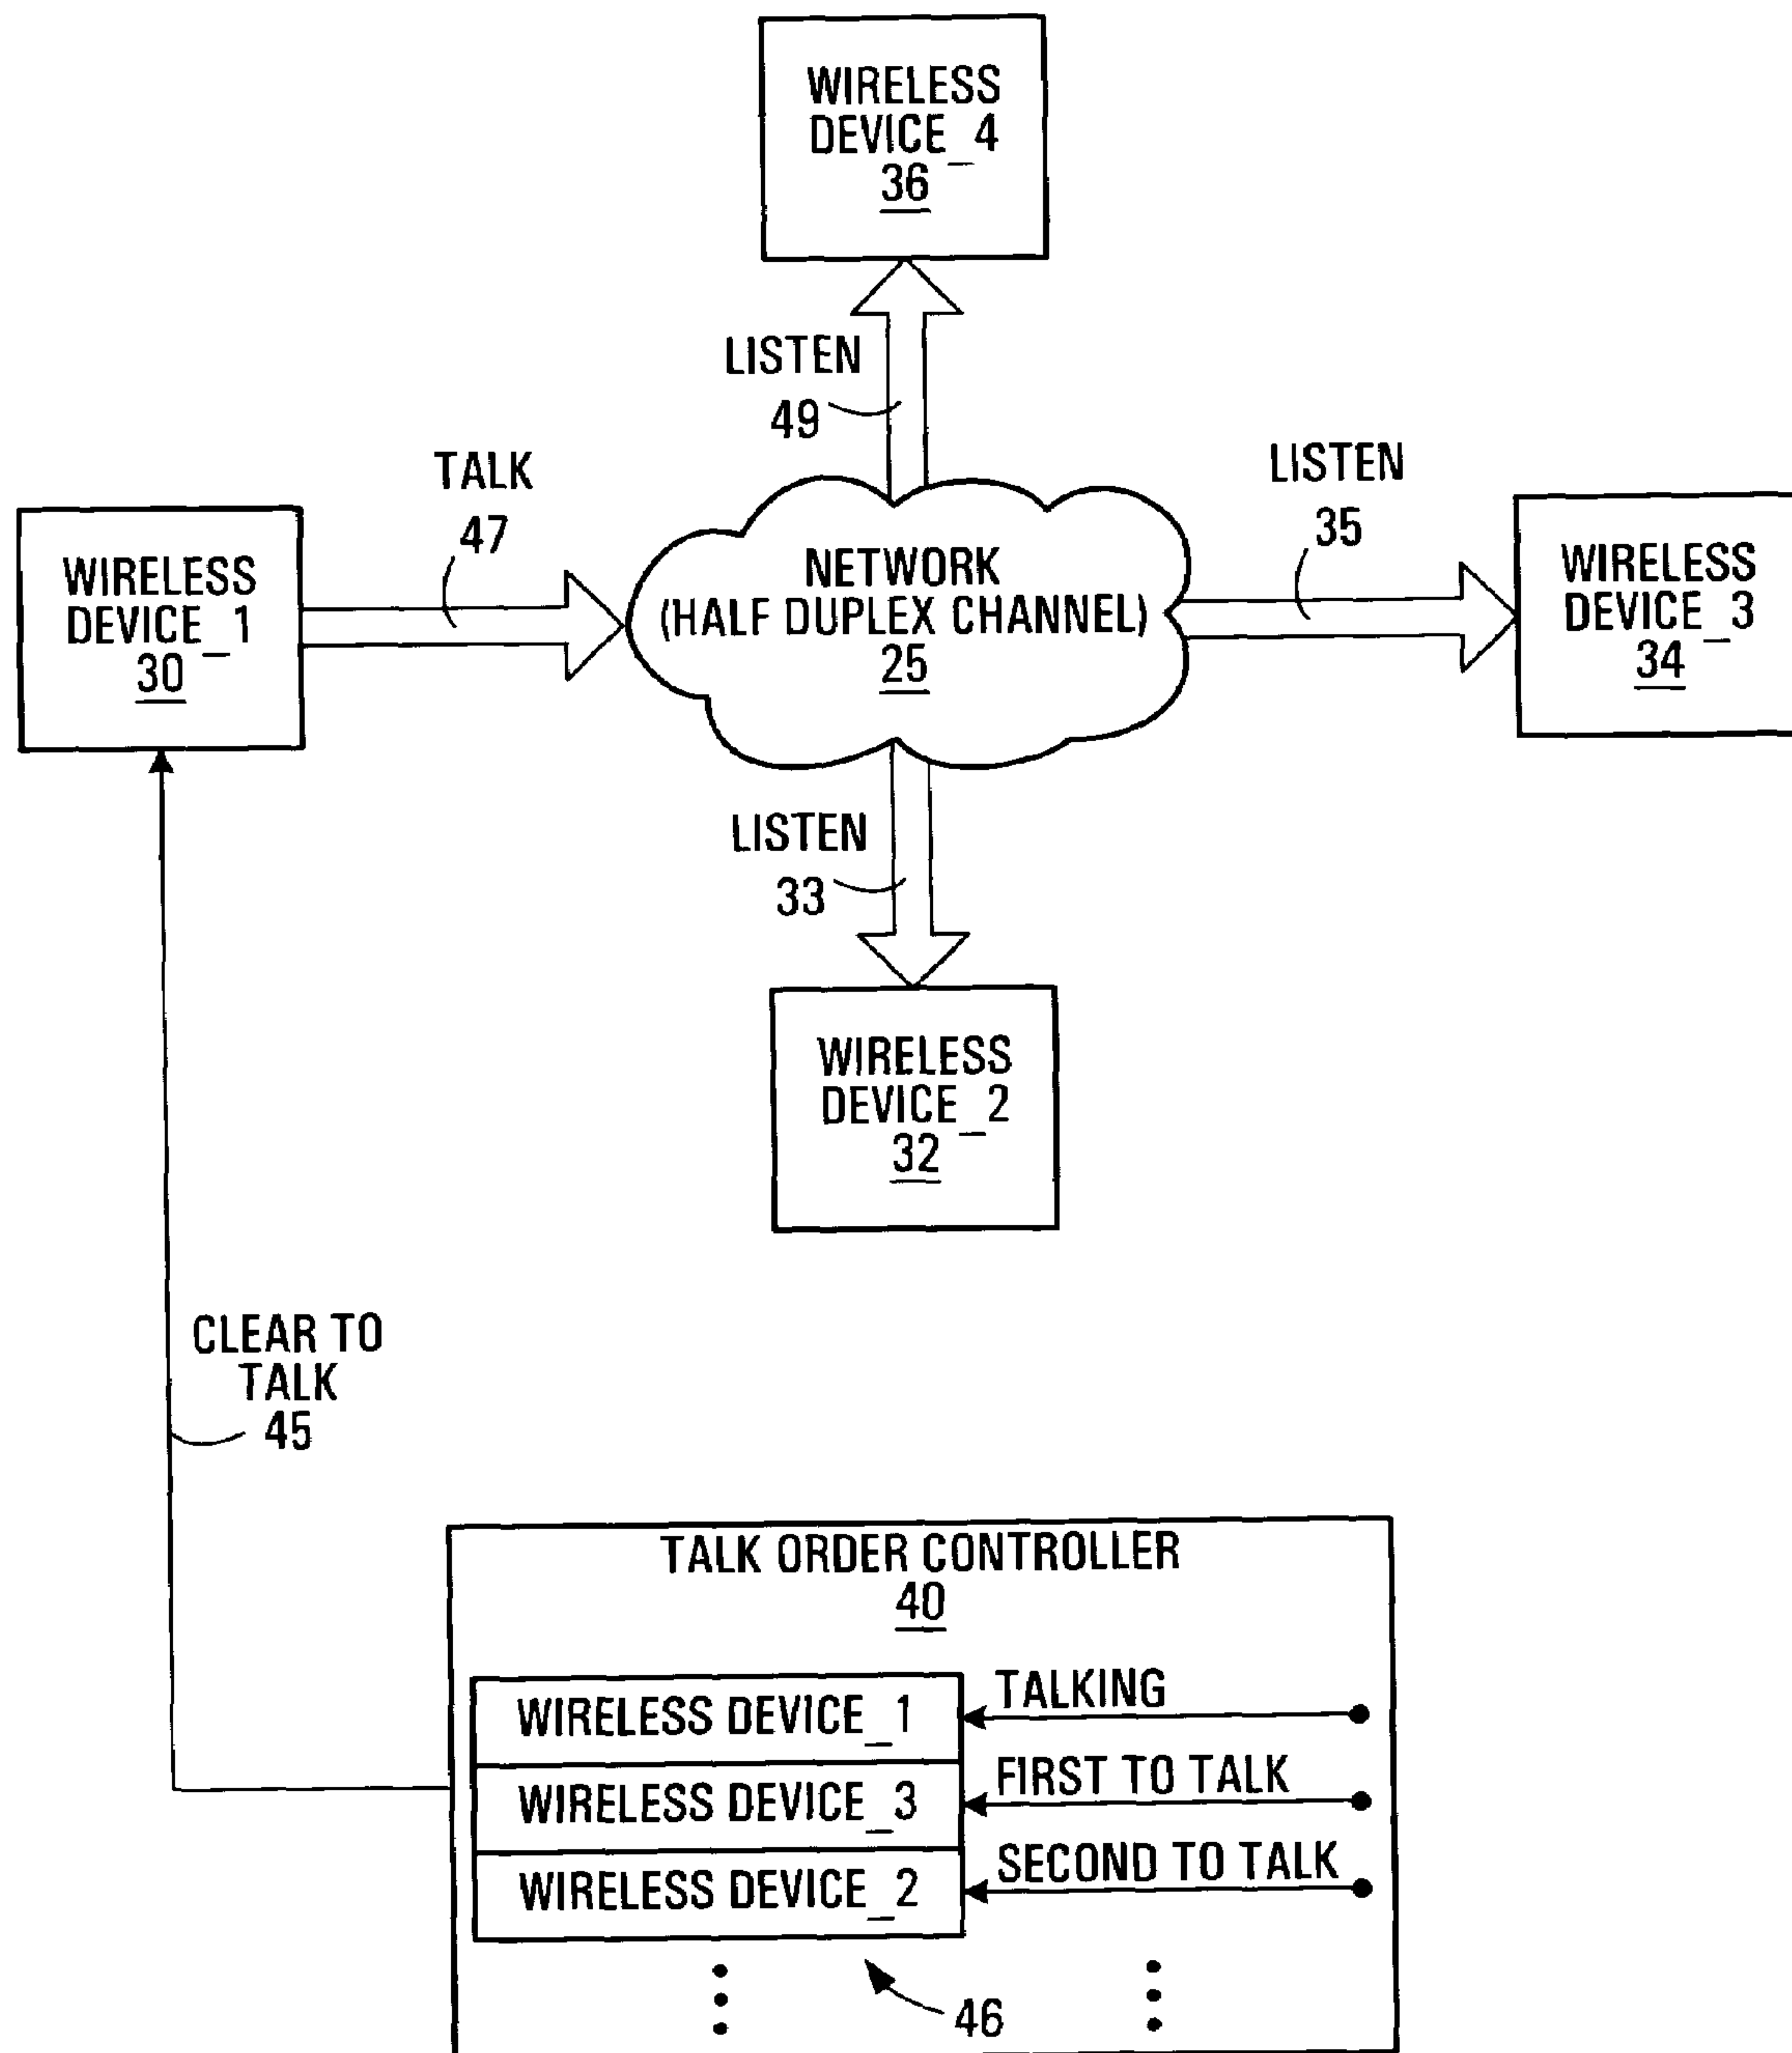 WIRELESS
DEVICE_4
36
LISTEN
49
TALK
47
LISTEN
35
WIRELESS
DEVICE_1
30
NETWORK
(HALF DUPLEX CHANNEL)
25
WIRELESS
DEVICE_3
34
LISTEN
33
WIRELESS
DEVICE_2
32
CLEAR TO
TALK
45
TALK ORDER CONTROLLER
40
WIRELESS DEVICE_1
TALKING
WIRELESS DEVICE_3
FIRST TO TALK
WIRELESS DEVICE_2
SECOND TO TALK
46